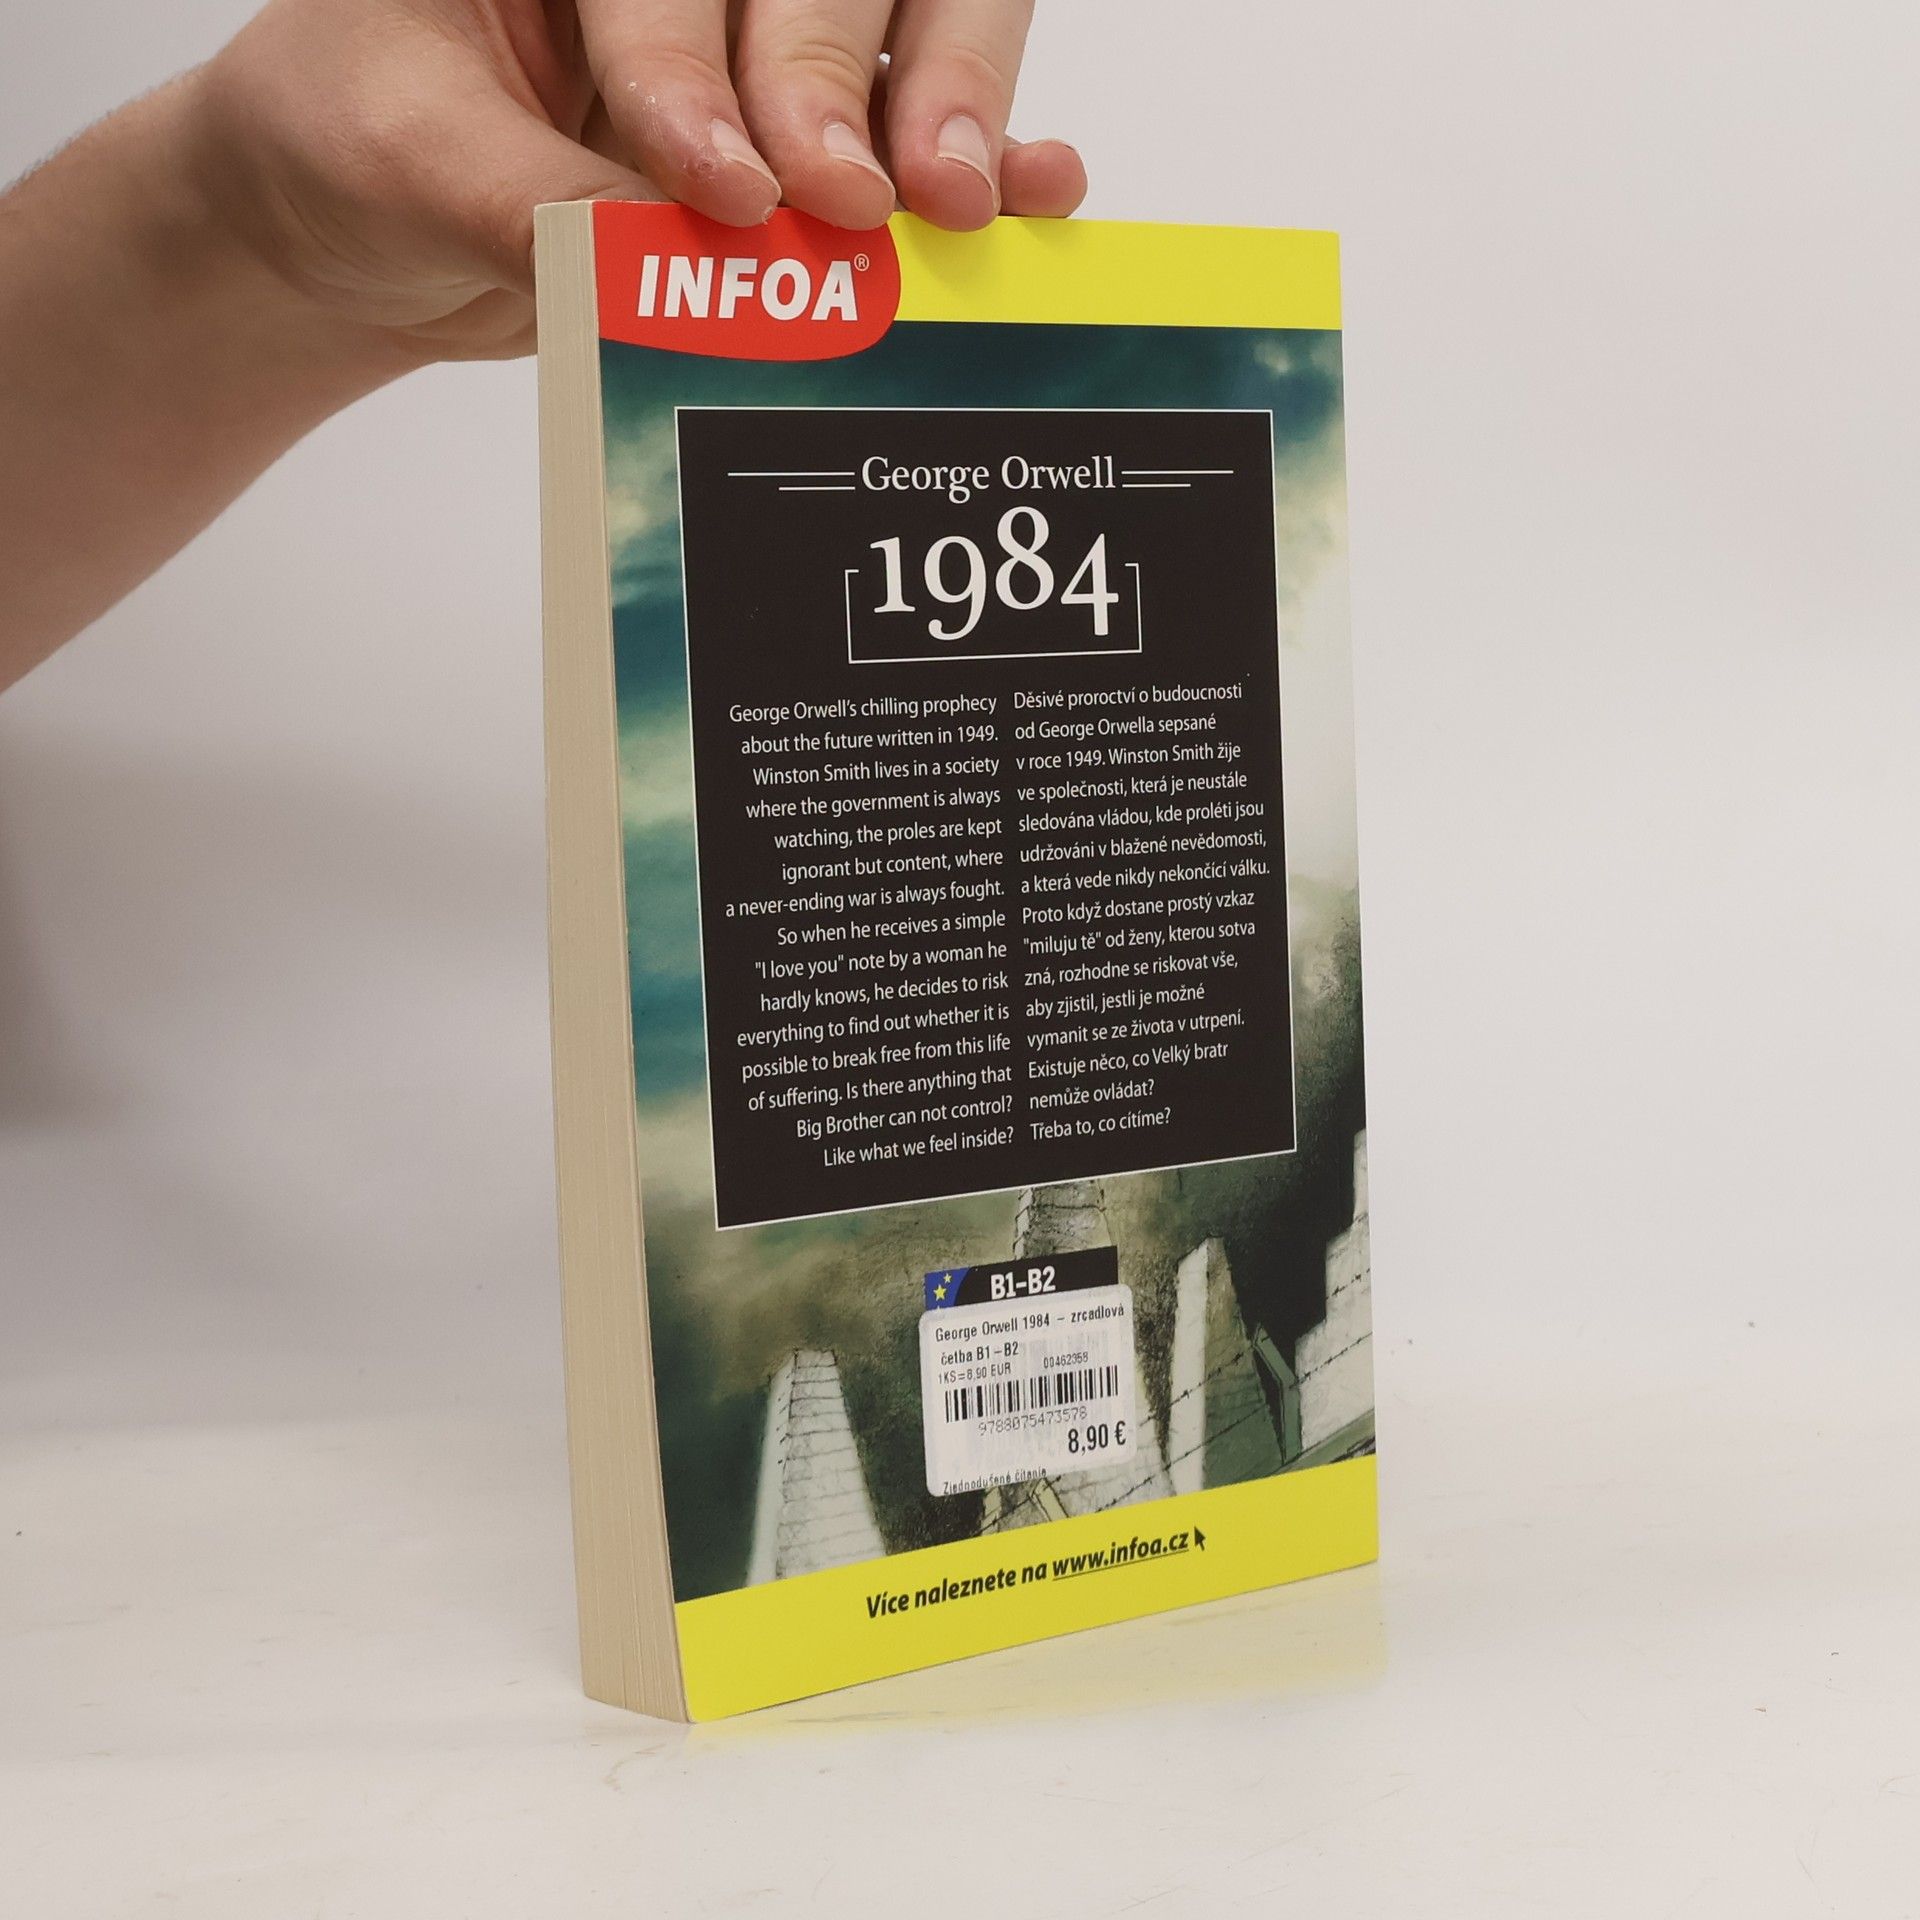 INFOA®
George Orwell
1984
George Orwell's chilling prophecy
about the future written in 1949.
Winston Smith lives in a society
where the government is always
watching, the proles are kept
ignorant but content, where
a never-ending war is always fought.
So when he receives a simple
"I love you" note by a woman he
hardly knows, he decides to risk
everything to find out whether it is
possible to break free from this life
of suffering. Is there anything that
Big Brother can not control?
Like what we feel inside?
Děsivé proroctví o budoucnosti
od George Orwella sepsané
v roce 1949. Winston Smith žije
ve společnosti, která je neustále
sledována vládou, kde proléti jsou
udržováni v blažené nevědomosti,
a která vede nikdy nekončící válku.
Proto když dostane prostý vzkaz
"miluju tě" od ženy, kterou sotva
zná, rozhodne se riskovat vše,
aby zjistil, jestli je možné
vymanit se ze života v utrpení.
Existuje něco, co Velký bratr
nemůže ovládat?
Třeba to, co cítíme?
B1–B2
George Orwell 1984 – zrcadlová
četba B1–B2
1KS=8,90 EUR 00462358
9788075473578
8,90 €
Zjednodušené čítanie
Více naleznete na www.infoa.cz